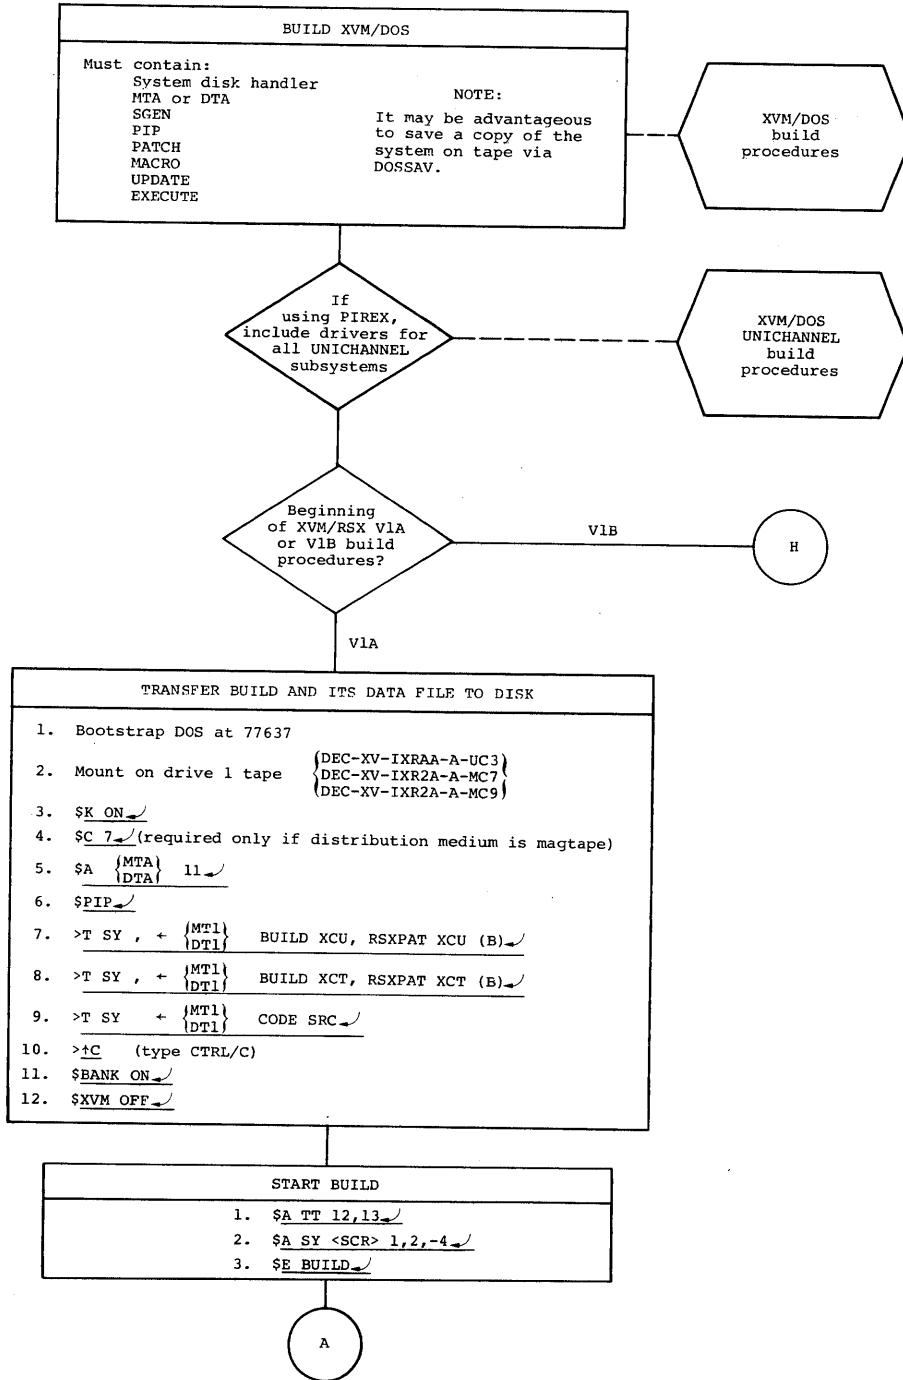 BUILD XVM/DOS
Must contain:
System disk handler
MTA or DTA
SGEN
PIP
PATCH
MACRO
UPDATE
EXECUTE
NOTE:
It may be advantageous
to save a copy of the
system on tape via
DOSSAV.
XVM/DOS
build
procedures
If
using PIREX,
include drivers for
all UNICHANNEL
subsystems
XVM/DOS
UNICHANNEL
build
procedures
Beginning
of XVM/RSX V1A
or V1B build
procedures?
V1B
H
V1A
TRANSFER BUILD AND ITS DATA FILE TO DISK
1. Bootstrap DOS at 77637
2. Mount on drive 1 tape {DEC-XV-IXRAA-A-UC3}
{DEC-XV-IXR2A-A-MC7}
{DEC-XV-IXR2A-A-MC9}
3. $K ON↵
4. $C 7↵(required only if distribution medium is magtape)
5. $A {MTA} 11↵
{DTA}
6. $PIP↵
7. >T SY , ← {MT1} BUILD XCU, RSXPAT XCU (B)↵
{DT1}
8. >T SY , ← {MT1} BUILD XCT, RSXPAT XCT (B)↵
{DT1}
9. >T SY ← {MT1} CODE SRC↵
{DT1}
10. >↑C (type CTRL/C)
11. $BANK ON↵
12. $XVM OFF↵
START BUILD
1. $A TT 12,13↵
2. $A SY <SCR> 1,2,-4↵
3. $E BUILD↵
A